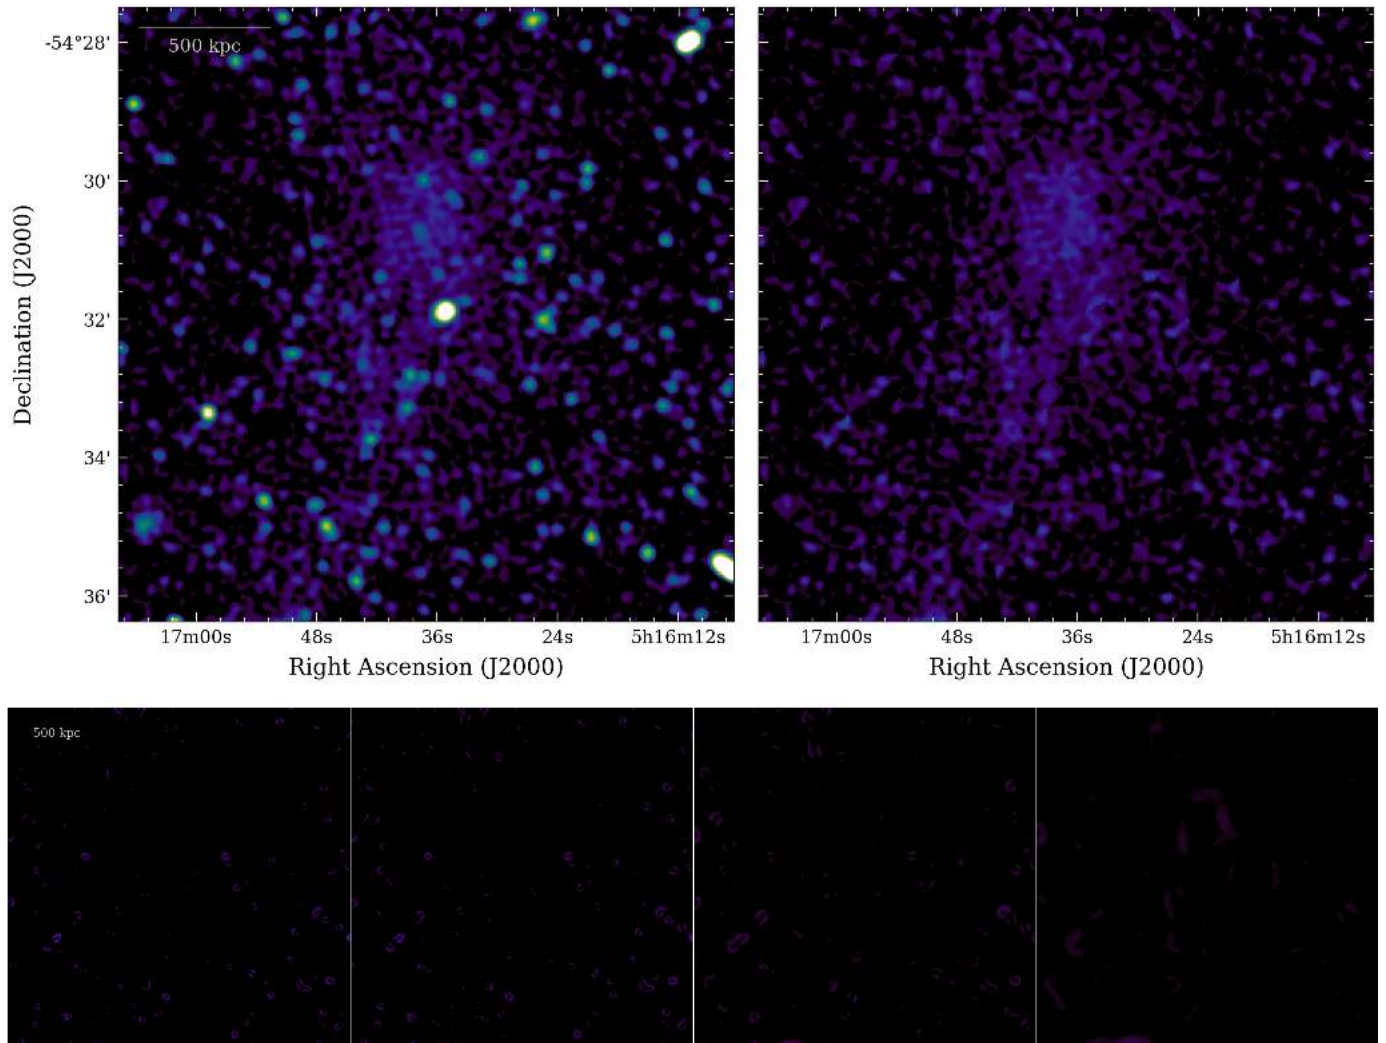 500 kpc
-54°28'
30'
32'
34'
36'
Declination (J2000)
17m00s 48s 36s 24s 5h16m12s
17m00s 48s 36s 24s 5h16m12s
Right Ascension (J2000)
Right Ascension (J2000)
500 kpc